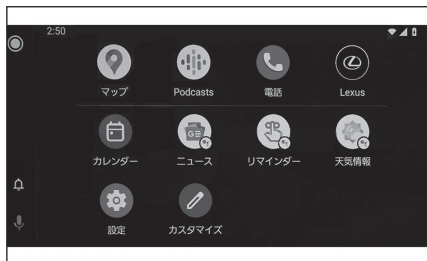 2:50
マップ Podcasts 電話 Lexus
カレンダー ニュース リマインダー 天気情報
設定 カスタマイズ